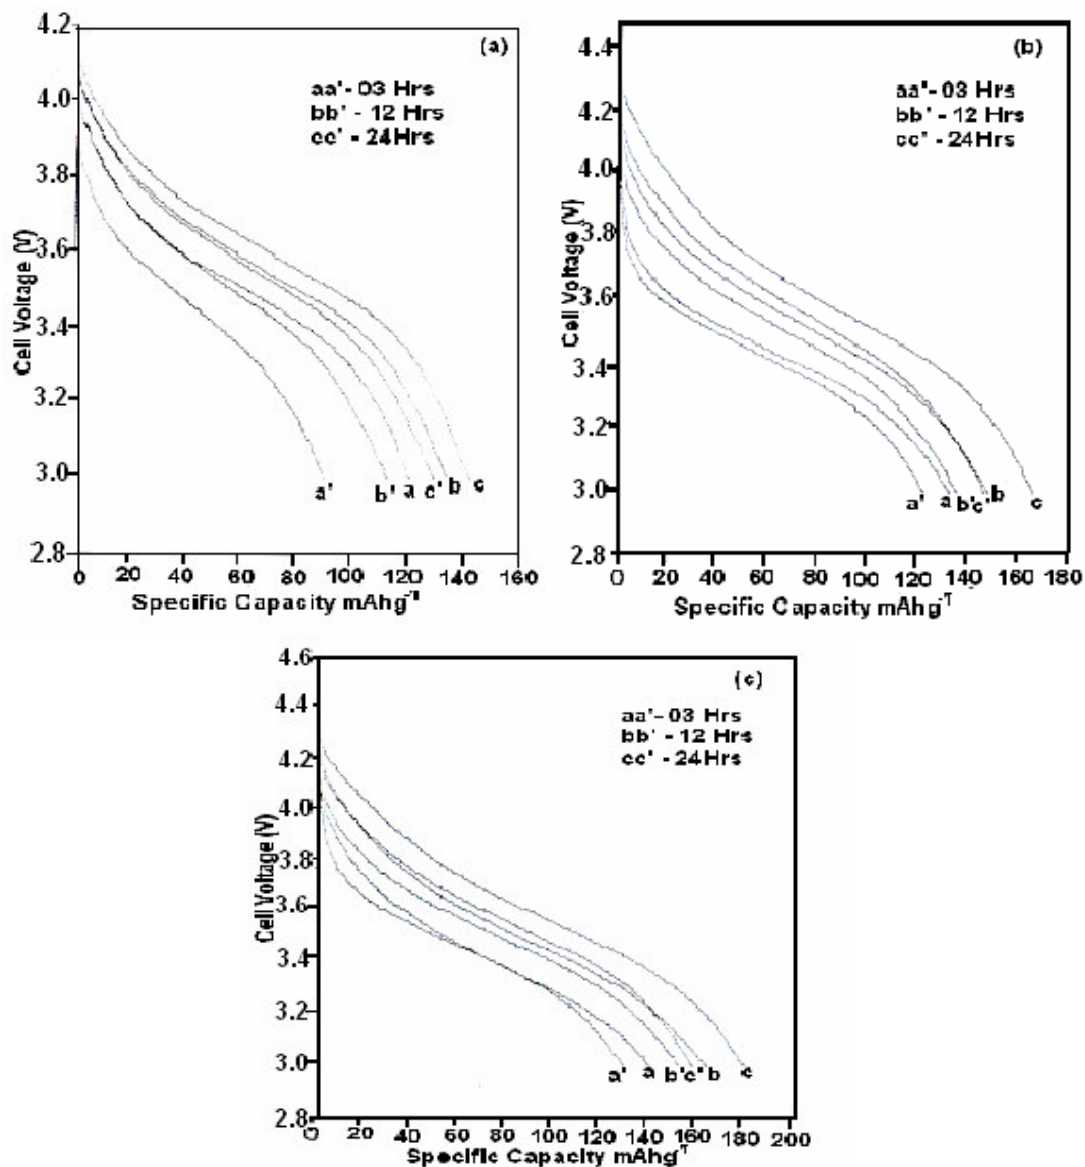 (a)
aa'- 03 Hrs
bb' - 12 Hrs
cc' - 24Hrs
4.2
4.0
3.8
3.6
3.4
3.2
3.0
2.8
Cell Voltage (V)
a' b' a c' b c
0 20 40 60 80 100 120 140 160
Specific Capacity mAhg-1
(b)
aa'- 03 Hrs
bb' - 12 Hrs
cc' - 24Hrs
4.4
4.2
4.0
3.8
3.6
3.4
3.2
3.0
2.8
Cell Voltage (V)
a' a b' c' b c
0 20 40 60 80 100 120 140 160 180
Specific Capacity mAhg-1
(c)
aa'- 03 Hrs
bb' - 12 Hrs
cc' - 24Hrs
4.6
4.4
4.2
4.0
3.8
3.6
3.4
3.2
3.0
2.8
Cell Voltage (V)
a' a b' c' b c
0 20 40 60 80 100 120 140 160 180 200
Specific Capacity mAhg-1